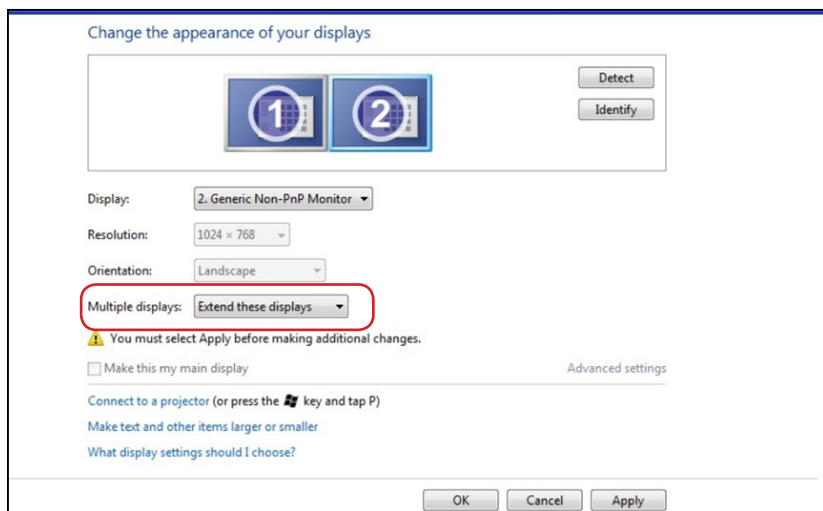 Change the appearance of your displays
1 2
Detect
Identify
Display: 2. Generic Non-PnP Monitor
Resolution: 1024 × 768
Orientation: Landscape
Multiple displays: Extend these displays
You must select Apply before making additional changes.
Make this my main display Advanced settings
Connect to a projector (or press the key and tap P)
Make text and other items larger or smaller
What display settings should I choose?
OK Cancel Apply